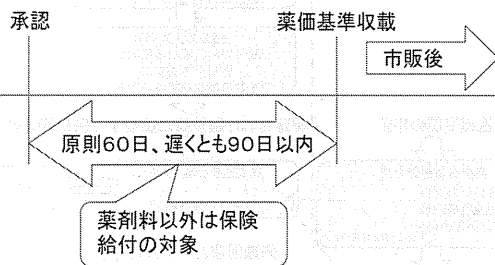 承認
薬価基準収載
市販後
原則60日、遅くとも90日以内
薬剤料以外は保険
給付の対象